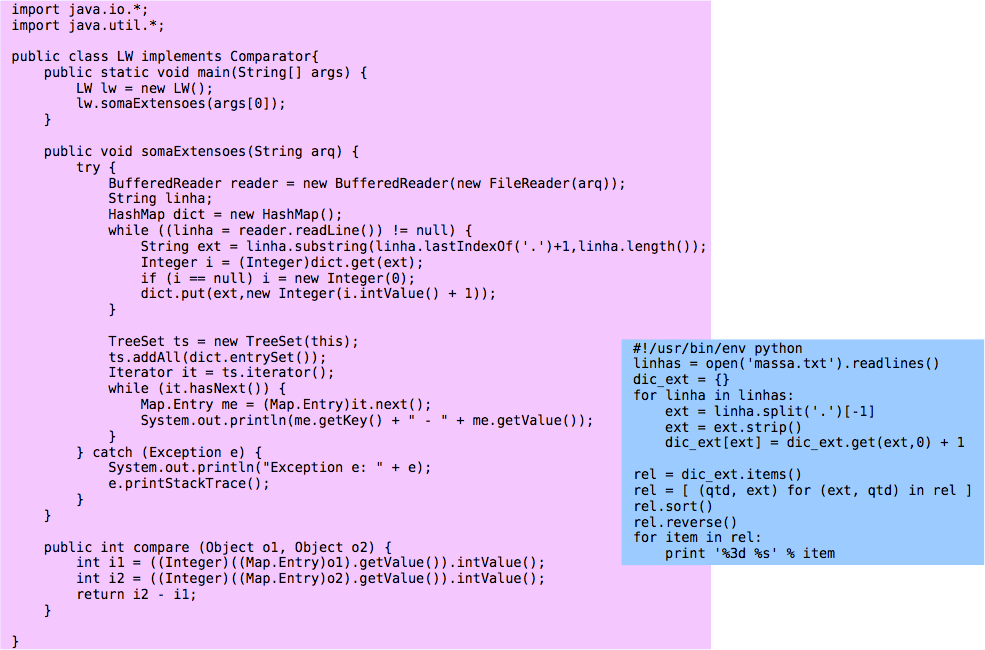 import java.io.*;
import java.util.*;

public class LW implements Comparator{
    public static void main(String[] args) {
        LW lw = new LW();
        lw.somaExtensoes(args[0]);
    }

    public void somaExtensoes(String arq) {
        try {
            BufferedReader reader = new BufferedReader(new FileReader(arq));
            String linha;
            HashMap dict = new HashMap();
            while ((linha = reader.readLine()) != null) {
                String ext = linha.substring(linha.lastIndexOf('.')+1,linha.length());
                Integer i = (Integer)dict.get(ext);
                if (i == null) i = new Integer(0);
                dict.put(ext,new Integer(i.intValue() + 1));
            }

            TreeSet ts = new TreeSet(this);
            ts.addAll(dict.entrySet());
            Iterator it = ts.iterator();
            while (it.hasNext()) {
                Map.Entry me = (Map.Entry)it.next();
                System.out.println(me.getKey() + " - " + me.getValue());
            }
        } catch (Exception e) {
            System.out.println("Exception e: " + e);
            e.printStackTrace();
        }
    }

    public int compare (Object o1, Object o2) {
        int i1 = ((Integer)((Map.Entry)o1).getValue()).intValue();
        int i2 = ((Integer)((Map.Entry)o2).getValue()).intValue();
        return i2 - i1;
    }

}
#!/usr/bin/env python
linhas = open('massa.txt').readlines()
dic_ext = {}
for linha in linhas:
    ext = linha.split('.')[-1]
    ext = ext.strip()
    dic_ext[ext] = dic_ext.get(ext,0) + 1

rel = dic_ext.items()
rel = [ (qtd, ext) for (ext, qtd) in rel ]
rel.sort()
rel.reverse()
for item in rel:
    print '%3d %s' % item